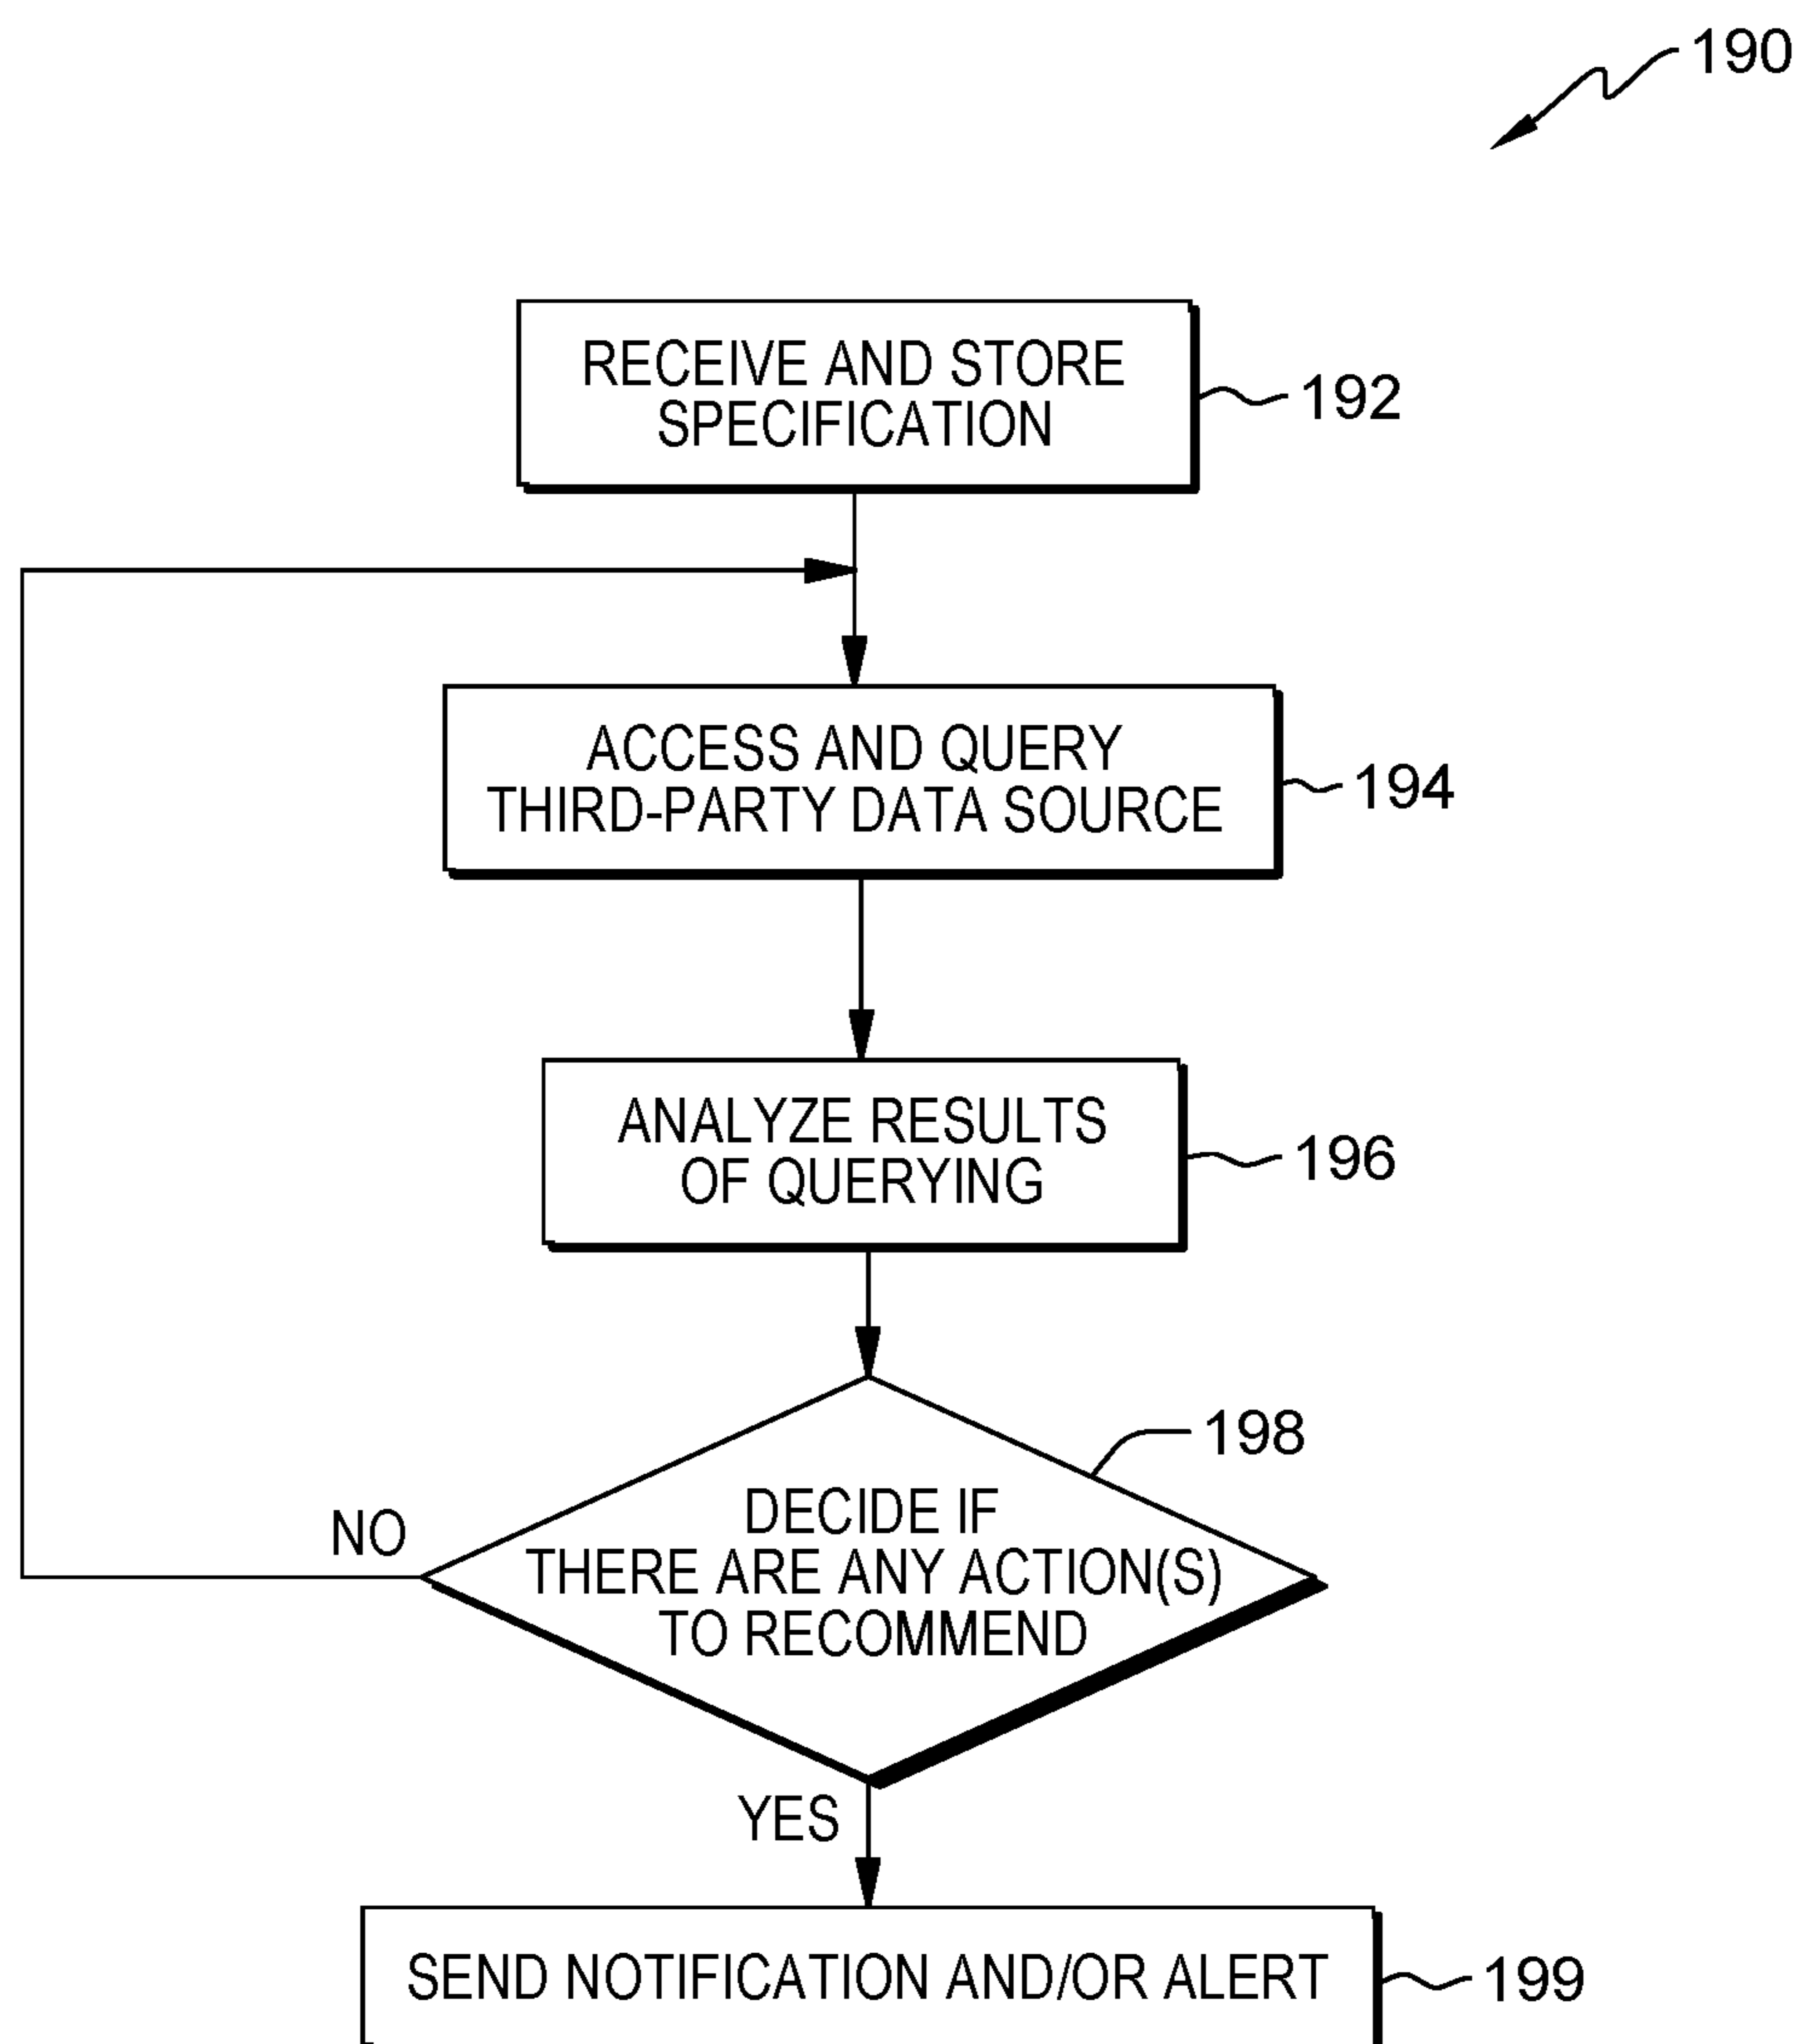 190
RECEIVE AND STORE
SPECIFICATION
192
ACCESS AND QUERY
THIRD-PARTY DATA SOURCE
194
ANALYZE RESULTS
OF QUERYING
196
198
DECIDE IF
THERE ARE ANY ACTION(S)
TO RECOMMEND
NO
YES
SEND NOTIFICATION AND/OR ALERT
199